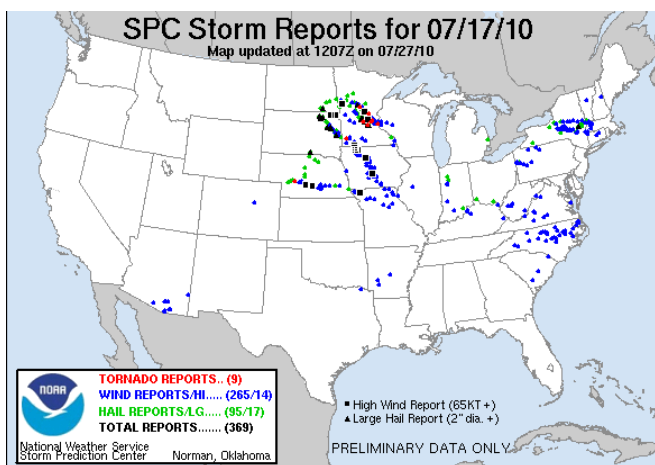 SPC Storm Reports for 07/17/10
Map updated at 1207Z on 07/27/10
NOAA
TORNADO REPORTS.. (9)
WIND REPORTS/HI..... (265/14)
HAIL REPORTS/LG..... (95/17)
TOTAL REPORTS....... (369)
National Weather Service
Storm Prediction Center Norman, Oklahoma
High Wind Report (65KT +)
Large Hail Report (2" dia. +)
PRELIMINARY DATA ONLY